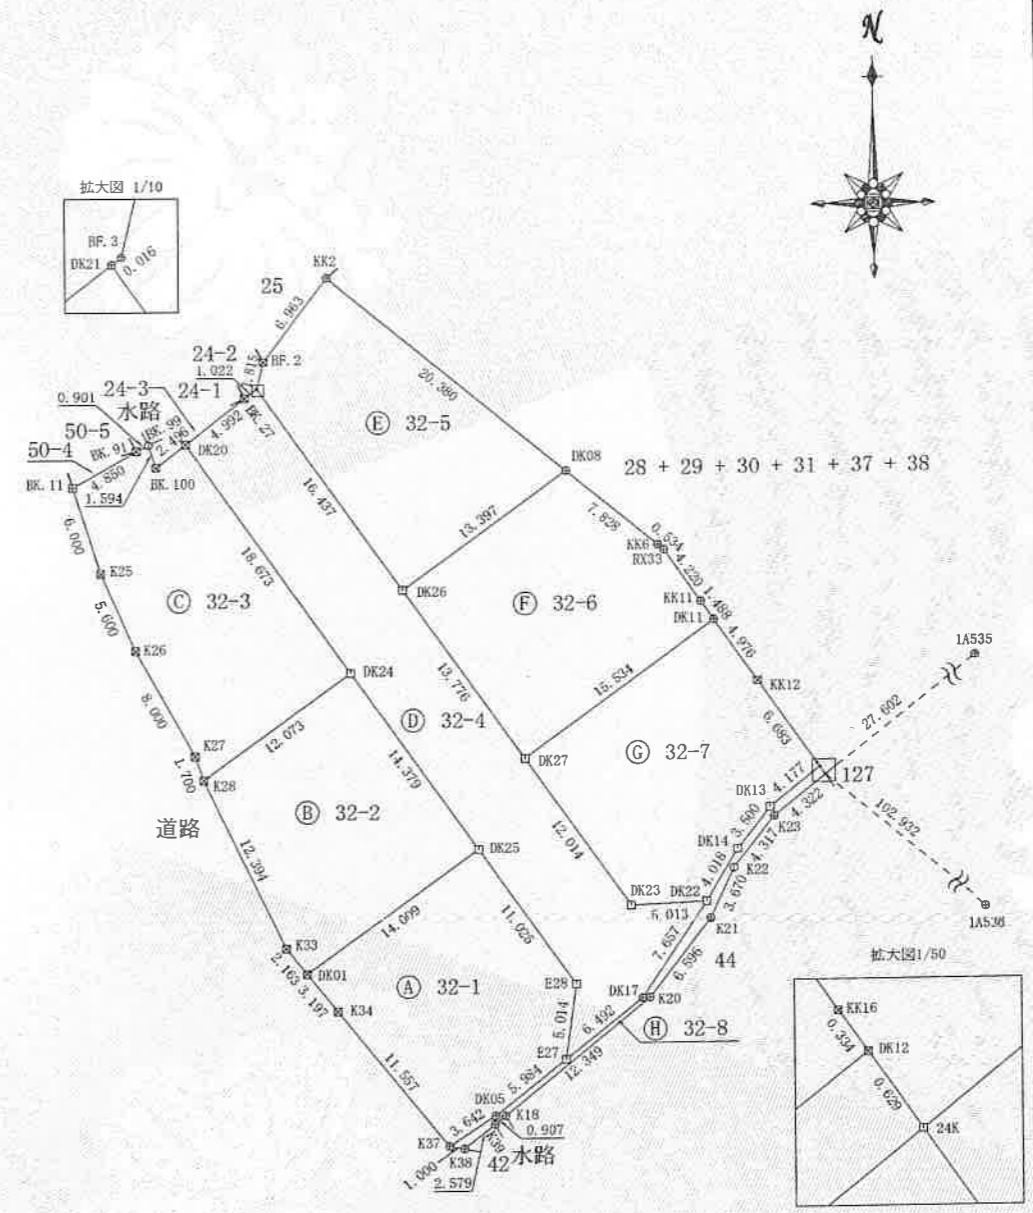 N
拡大図 1/10
BF.3
DK21
0.016
KK2
25
6.963
24-2
1.022
BF.2
1.815
24-3
24-1
0.901
水路
BK.99
BK.27
4.992
2.496
50-5
BK.91
DK20
50-4
4.850
BK.11
1.594
BK.100
20.380
Ⓔ 32-5
DK08
28 + 29 + 30 + 31 + 37 + 38
6.000
16.437
13.397
7.828
K25
18.673
KK6
0.534
RX33
4.220
5.600
Ⓒ 32-3
DK26
Ⓕ 32-6
KK11
1.488
DK11
4.976
K26
1A535
DK24
15.534
KK12
8.000
13.776
27.602
12.073
Ⓓ 32-4
6.683
K27
DK27
Ⓖ 32-7
1.700
K28
14.379
4.177
127
DK13
道路
Ⓑ 32-2
3.500
4.322
K23
102.932
12.394
12.014
DK14
4.317
DK25
K22
4.018
3.670
DK23
DK22
6.013
K21
1A536
14.009
11.025
K33
7.657
6.596
44
拡大図1/50
2.163
DK01
3.197
K34
Ⓐ 32-1
E28
DK17
K20
KK16
0.334
DK12
5.014
6.492
Ⓗ 32-8
11.557
E27
12.349
0.629
5.984
DK05
K18
24K
3.642
0.907
K37
K39
K38
42
水路
1.000
2.579